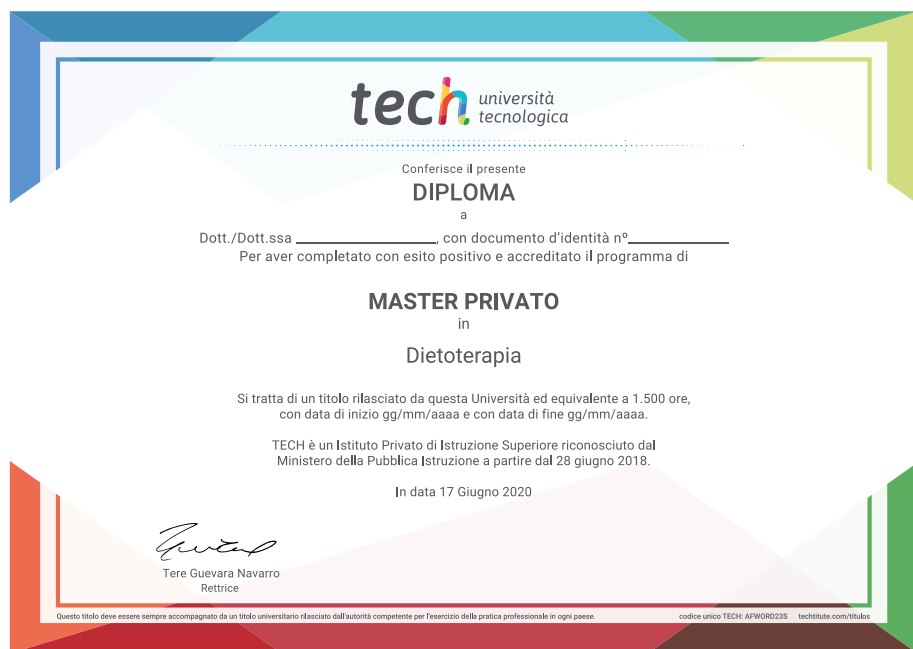 tech università
tecnologica
Conferisce il presente
DIPLOMA
a
Dott./Dott.ssa ________________, con documento d'identità nº____________
Per aver completato con esito positivo e accreditato il programma di
MASTER PRIVATO
in
Dietoterapia
Si tratta di un titolo rilasciato da questa Università ed equivalente a 1.500 ore,
con data di inizio gg/mm/aaaa e con data di fine gg/mm/aaaa.
TECH è un Istituto Privato di Istruzione Superiore riconosciuto dal
Ministero della Pubblica Istruzione a partire dal 28 giugno 2018.
In data 17 Giugno 2020
Tere Guevara Navarro
Rettrice
Questo titolo deve essere sempre accompagnato da un titolo universitario rilasciato dall'autorità competente per l'esercizio della pratica professionale in ogni paese. codice unico TECH: AFWORD23S techtitute.com/titulos